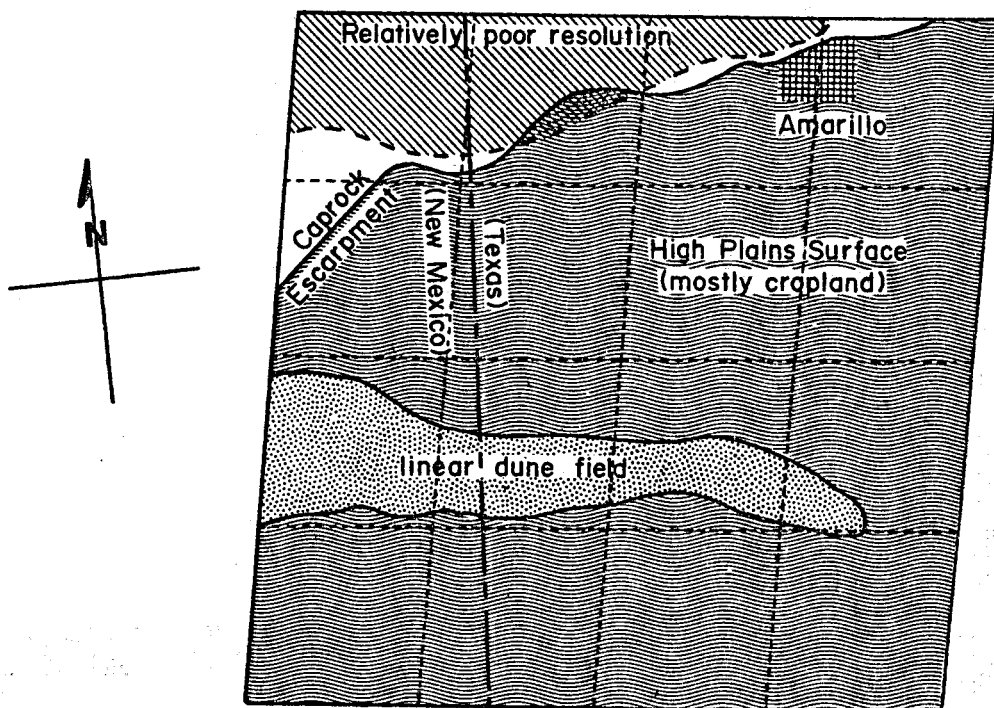 Relatively poor resolution
Amarillo
N
Caprock
Escarpment
(New Mexico)
(Texas)
High Plains Surface
(mostly cropland)
linear dune field